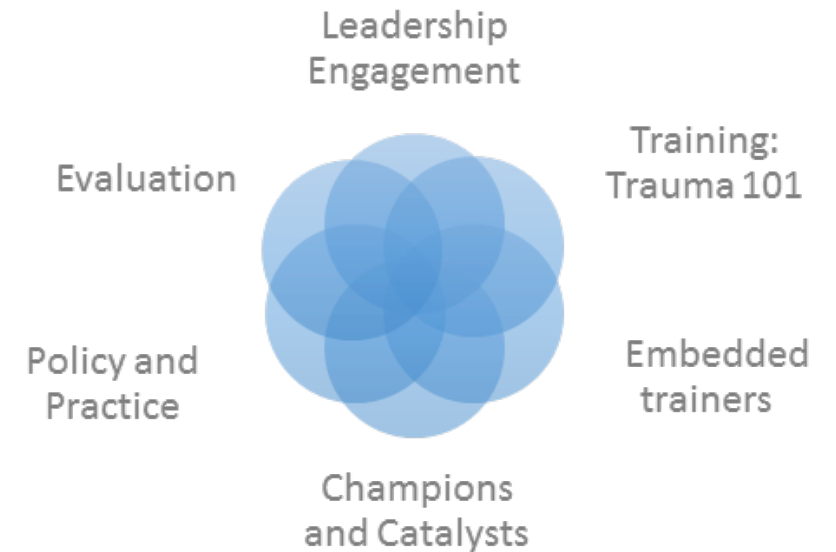 Leadership
Engagement
Training:
Trauma 101
Evaluation
Embedded
trainers
Policy and
Practice
Champions
and Catalysts